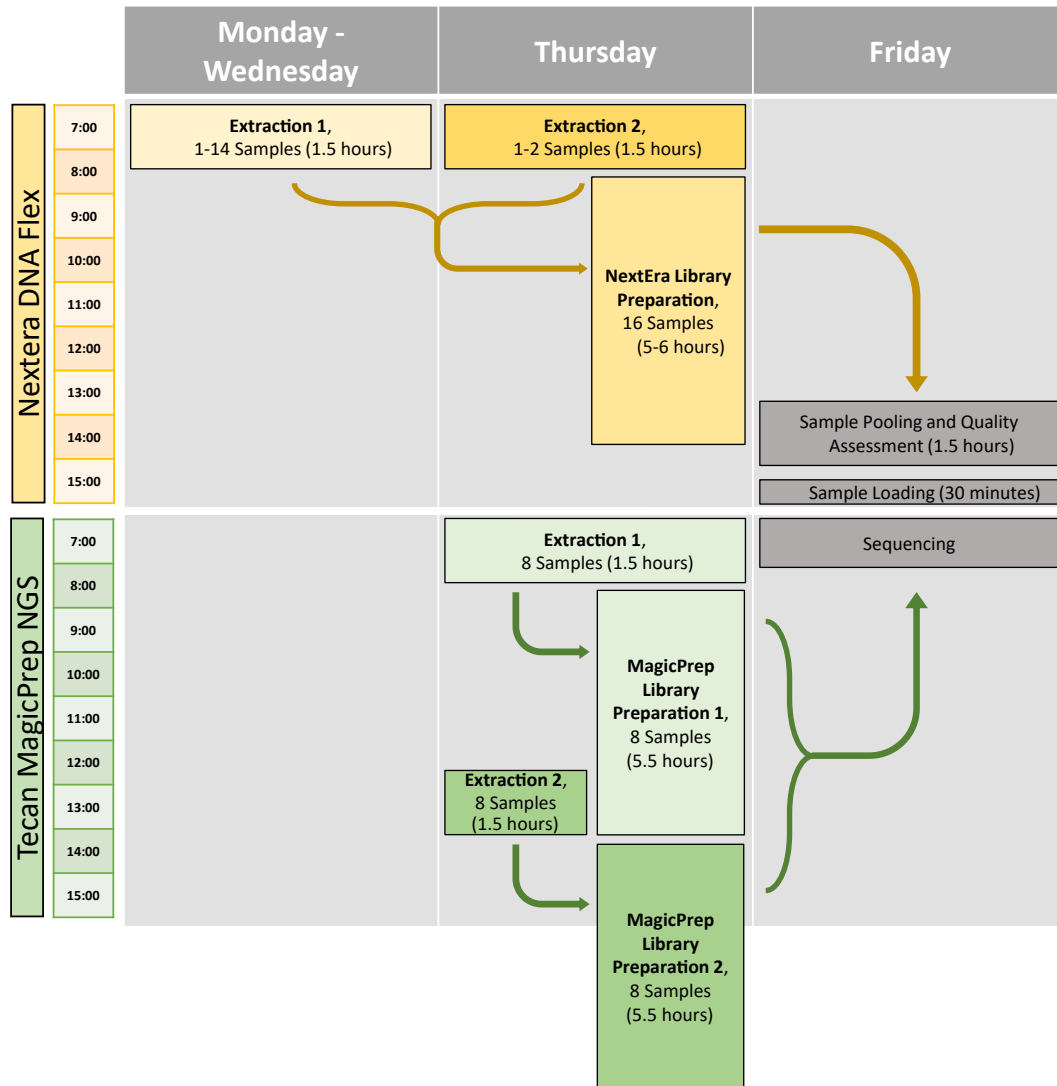 Monday -
Wednesday
Thursday
Friday
Nextera DNA Flex
7:00
8:00
9:00
10:00
11:00
12:00
13:00
14:00
15:00
Extraction 1,
1-14 Samples (1.5 hours)
Extraction 2,
1-2 Samples (1.5 hours)
NextEra Library
Preparation,
16 Samples
(5-6 hours)
Sample Pooling and Quality
Assessment (1.5 hours)
Sample Loading (30 minutes)
Tecan MagicPrep NGS
7:00
8:00
9:00
10:00
11:00
12:00
13:00
14:00
15:00
Extraction 1,
8 Samples (1.5 hours)
MagicPrep
Library
Preparation 1,
8 Samples
(5.5 hours)
Extraction 2,
8 Samples
(1.5 hours)
MagicPrep
Library
Preparation 2,
8 Samples
(5.5 hours)
Sequencing